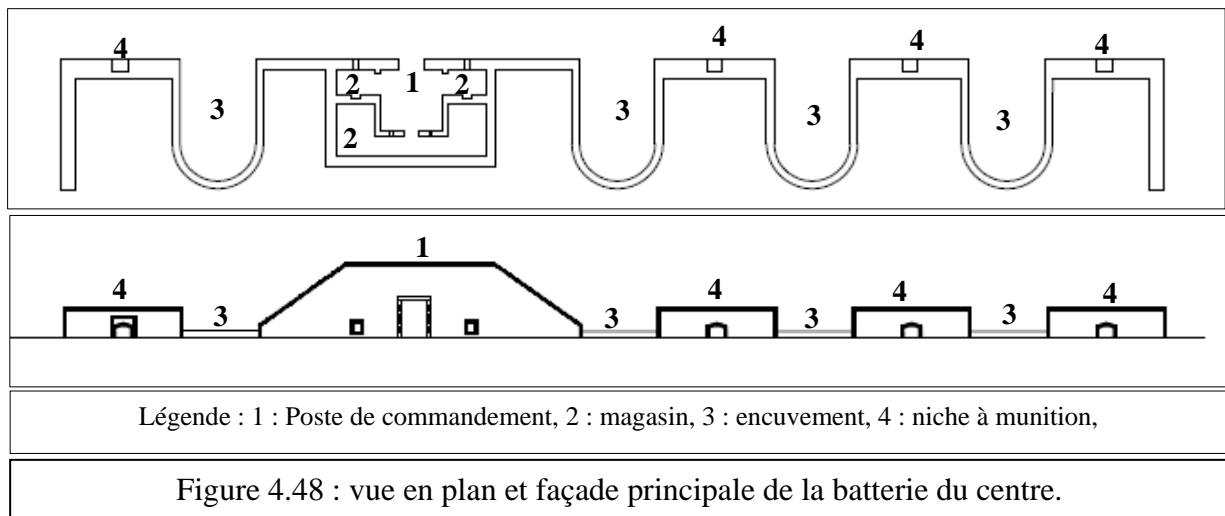 4 4 4 4
2 1 2
3 3 3 3
2
1
4 4 4 4
3 3 3 3
Légende : 1 : Poste de commandement, 2 : magasin, 3 : encuvement, 4 : niche à munition,
Figure 4.48 : vue en plan et façade principale de la batterie du centre.